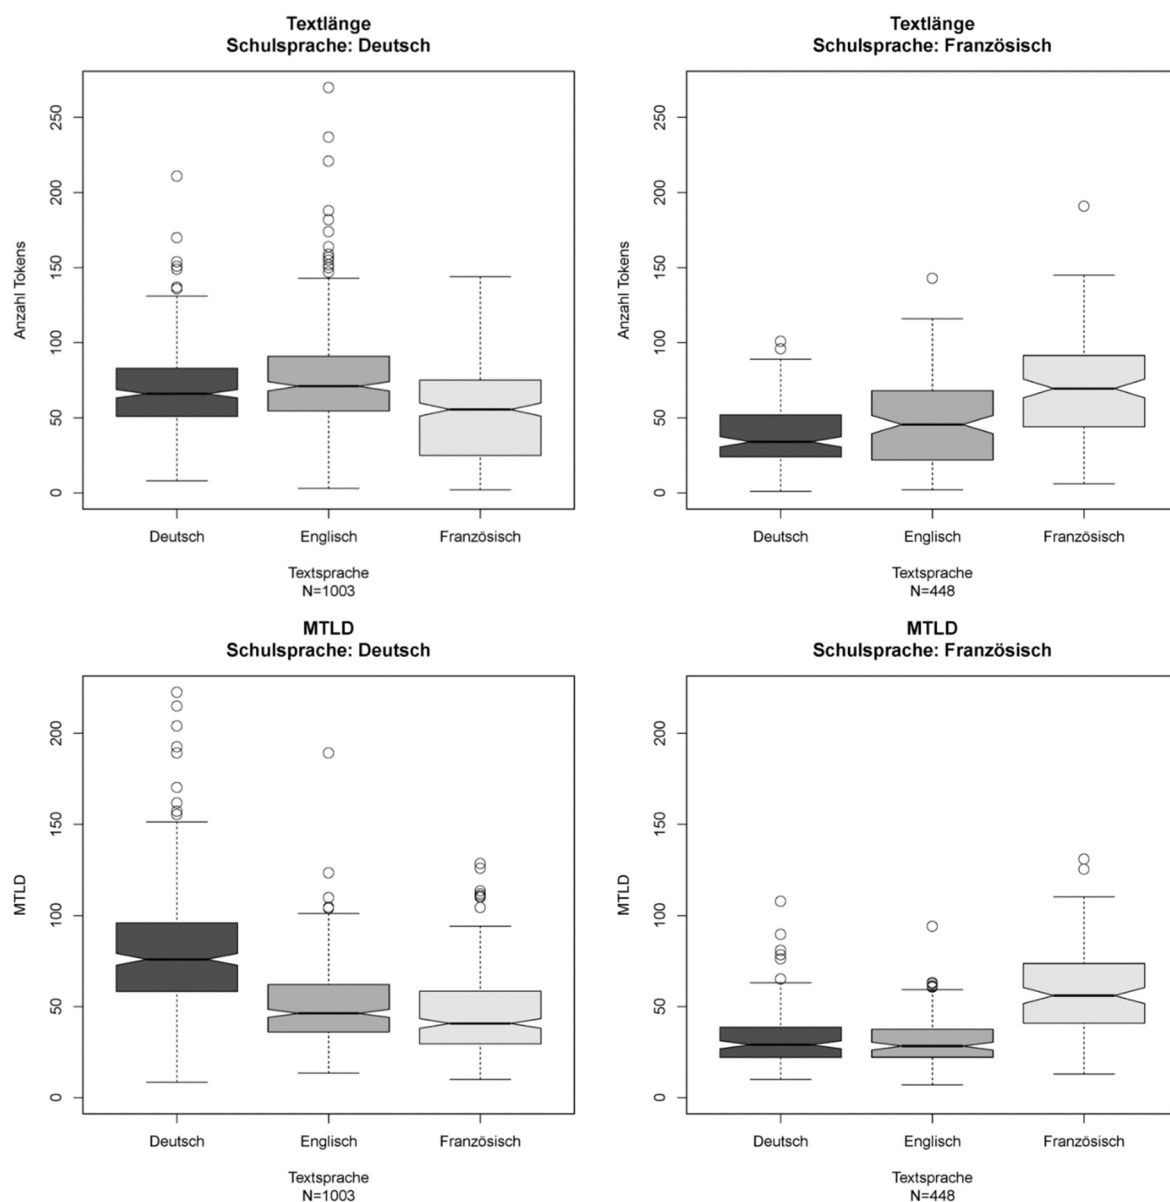 Textlänge
Schulsprache: Deutsch
Anzahl Tokens
250
200
150
100
50
0
Deutsch
Englisch
Französisch
Textsprache
N=1003
Textlänge
Schulsprache: Französisch
Anzahl Tokens
250
200
150
100
50
0
Deutsch
Englisch
Französisch
Textsprache
N=448
MTLD
Schulsprache: Deutsch
MTLD
200
150
100
50
0
Deutsch
Englisch
Französisch
Textsprache
N=1003
MTLD
Schulsprache: Französisch
MTLD
200
150
100
50
0
Deutsch
Englisch
Französisch
Textsprache
N=448